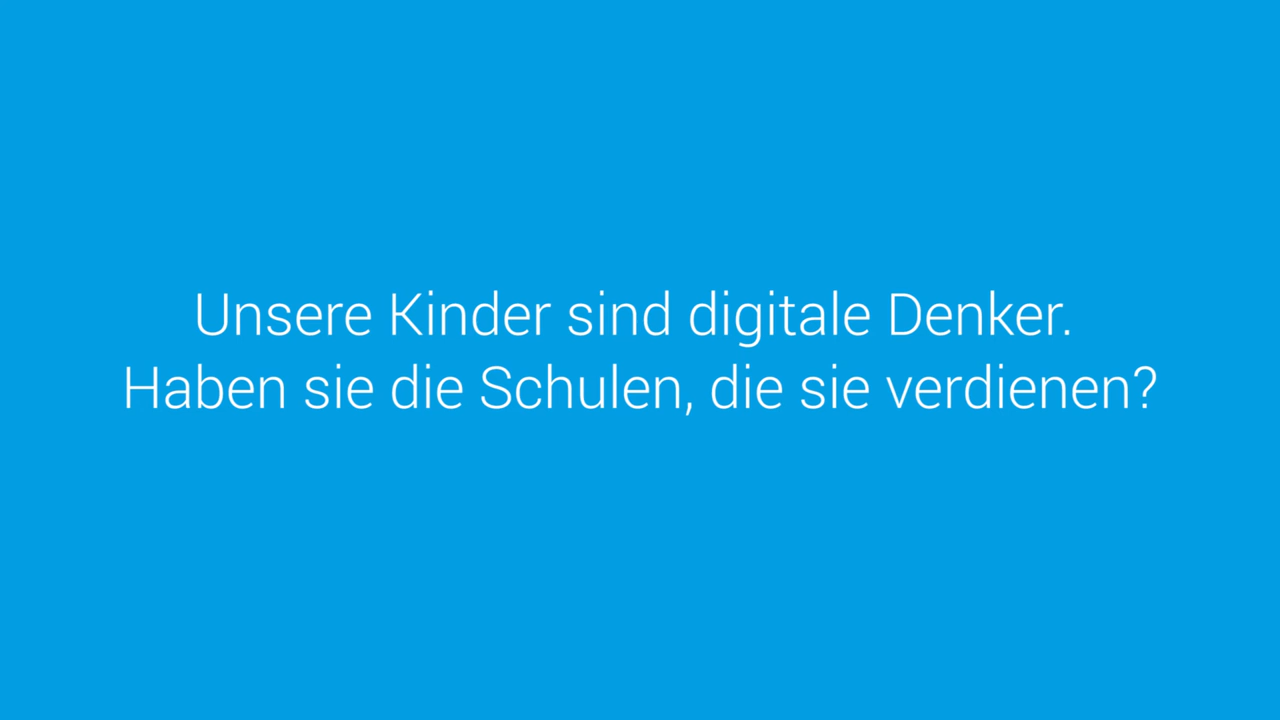 Unsere Kinder sind digitale Denker.
Haben sie die Schulen, die sie verdienen?